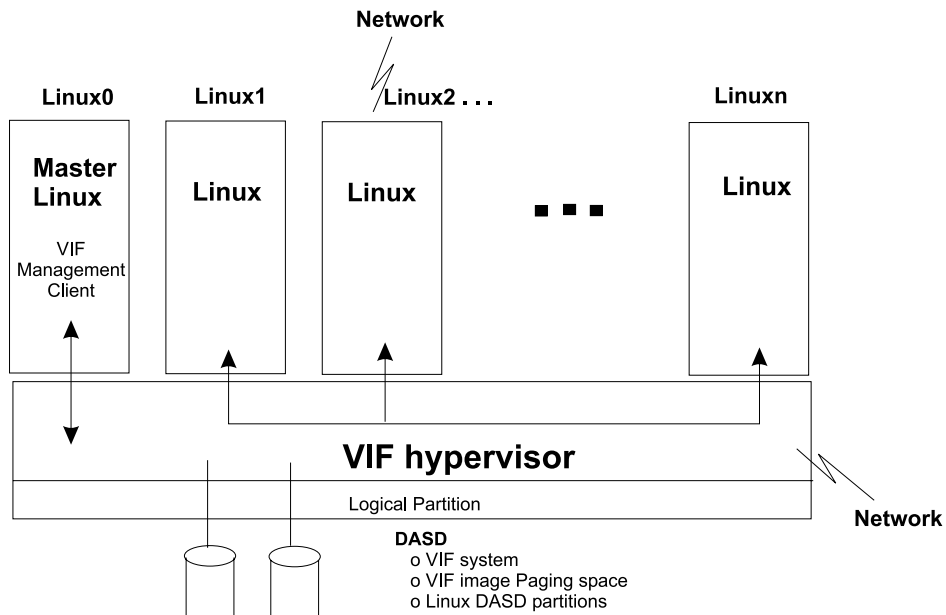 Network
Linux0 Linux1 Linux2 . . . Linuxn
Master
Linux
VIF
Management
Client
Linux
Linux
Linux
VIF hypervisor
Logical Partition
Network
DASD
o VIF system
o VIF image Paging space
o Linux DASD partitions